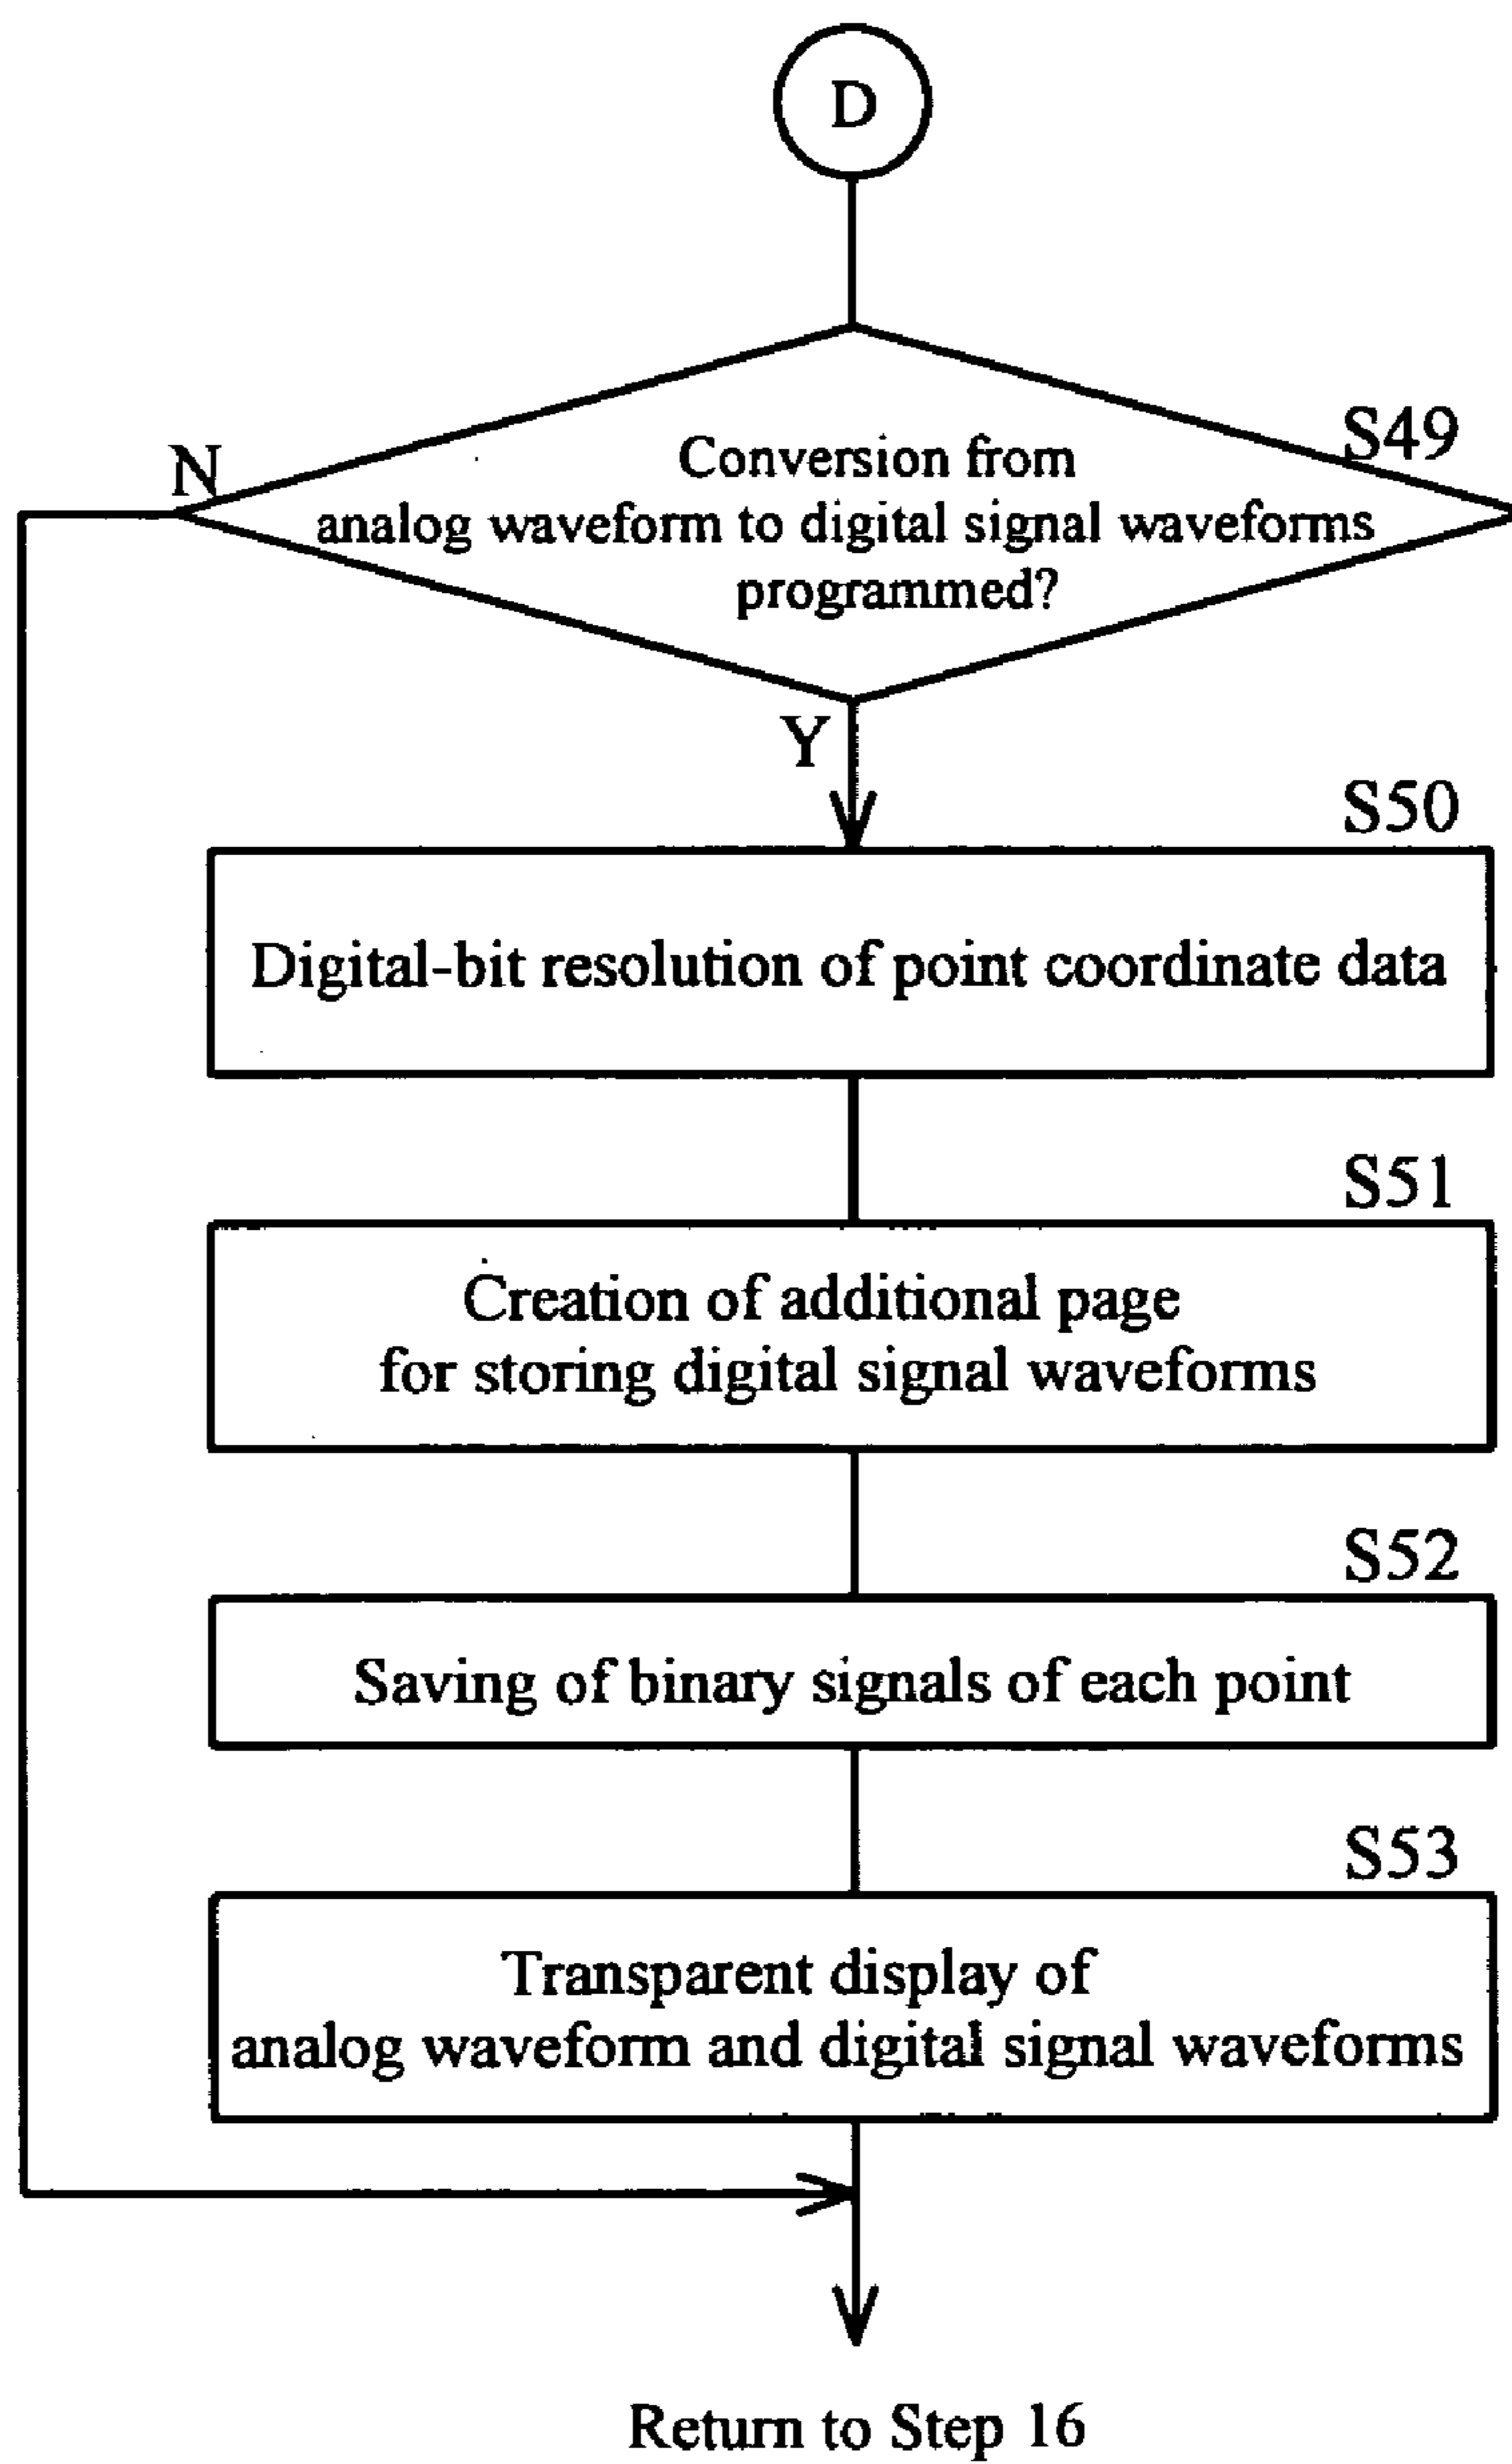 D
S49
N
Conversion from
analog waveform to digital signal waveforms
programmed?
Y
S50
Digital-bit resolution of point coordinate data
S51
Creation of additional page
for storing digital signal waveforms
S52
Saving of binary signals of each point
S53
Transparent display of
analog waveform and digital signal waveforms
Return to Step 16